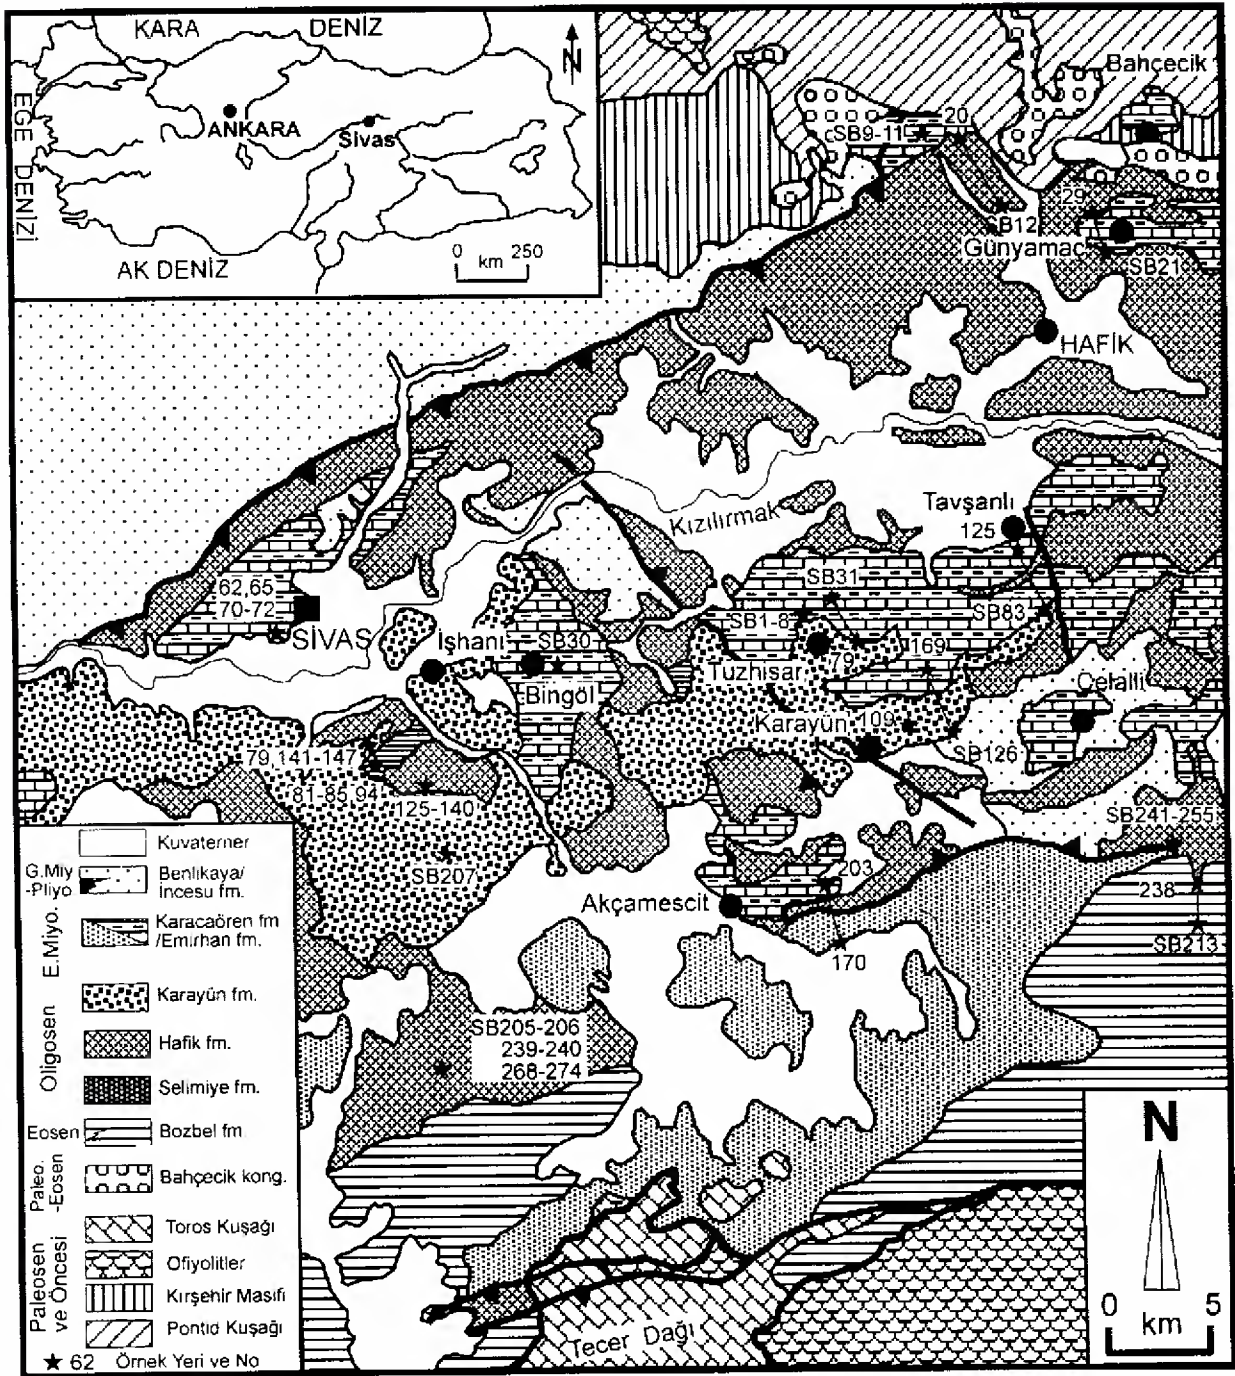 KARA DENİZ
N
EGE DENİZİ
ANKARA
Sivas
AK DENİZ
0 km 250
Bahçecik
20
SB9-11
29
SB12
Günyamaç
SB21
HAFİK
Kızılırmak
Tavşanlı
125
SB31
62,65
70-72
SİVAS
İşhanı
SB30
Bingöl
SB1-8
SB83
79
169
Tuzhisar
Celalli
Karayün
109
SB126
79,141-147
81-85,94
125-140
SB241-255
SB207
203
238
Akçamescit
SB213
170
SB205-206
239-240
268-274
Tecer Dağı
N
0 5
km
Kuvaterner
G.Miy
-Pliyo
Benlikaya/
İncesu fm.
E.Miyo.
Karacaören fm
/Emirhan fm.
Oligosen
Karayün fm.
Hafik fm.
Selimiye fm.
Eosen
Bozbel fm.
Paleo.
-Eosen
Bahçecik kong.
Paleosen
ve Öncesi
Toros Kuşağı
Ofiyolitler
Kırşehir Masifi
Pontid Kuşağı
★ 62 Örnek Yeri ve No